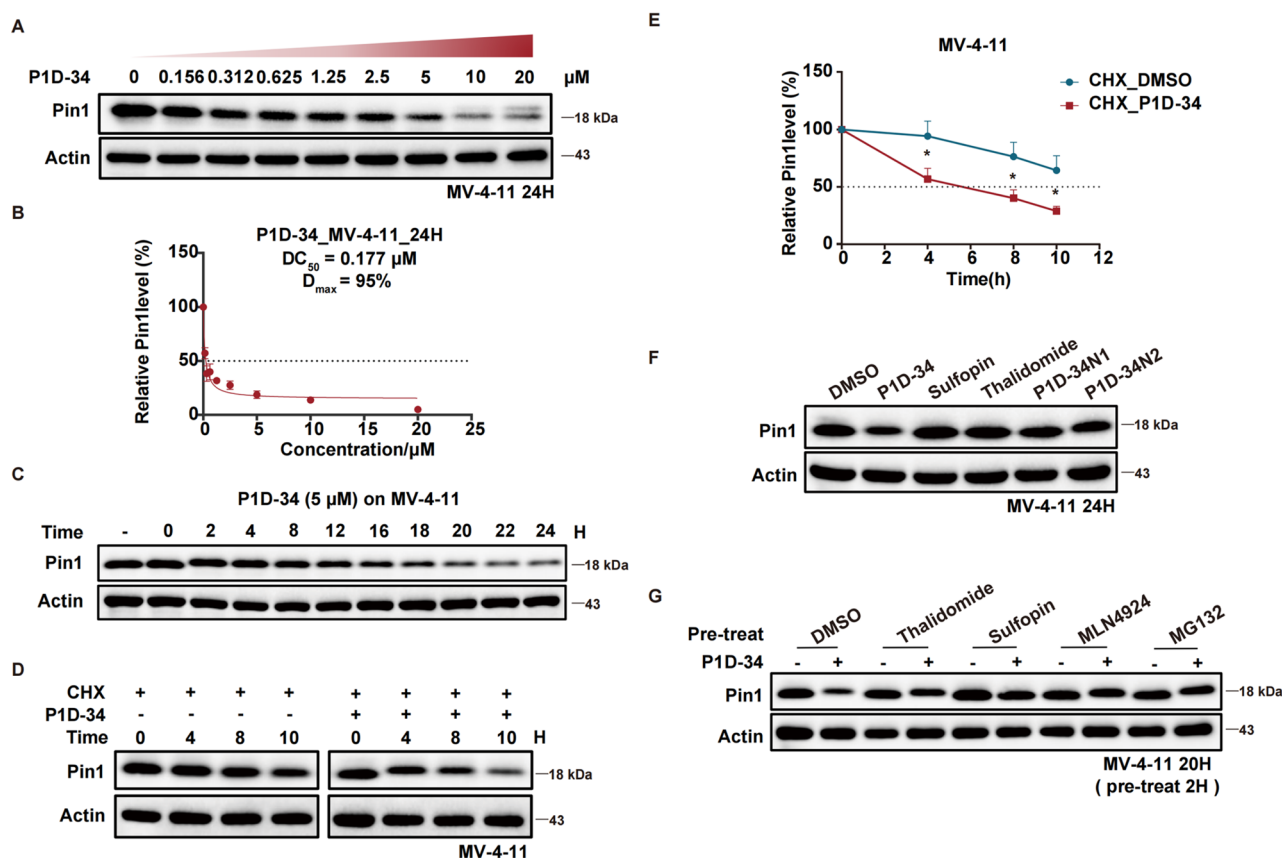 A
P1D-34 0 0.156 0.312 0.625 1.25 2.5 5 10 20 µM
Pin1 18 kDa
Actin 43
MV-4-11 24H
B
P1D-34_MV-4-11_24H
DC50 = 0.177 µM
Dmax = 95%
Relative Pin1level (%)
150
100
50
0
0 5 10 15 20 25
Concentration/µM
C
P1D-34 (5 µM) on MV-4-11
Time - 0 2 4 8 12 16 18 20 22 24 H
Pin1 18 kDa
Actin 43
D
CHX + + + + + + + +
P1D-34 - - - - + + + +
Time 0 4 8 10 0 4 8 10 H
Pin1 18 kDa
Actin 43
MV-4-11
E
MV-4-11
CHX_DMSO
CHX_P1D-34
Relative Pin1level (%)
150
100
50
0
* * *
0 2 4 6 8 10 12
Time(h)
F
DMSO P1D-34 Sulfopin Thalidomide P1D-34N1 P1D-34N2
Pin1 18 kDa
Actin 43
MV-4-11 24H
G
Pre-treat DMSO Thalidomide Sulfopin MLN4924 MG132
P1D-34 - + - + - + - + - +
Pin1 18 kDa
Actin 43
MV-4-11 20H
( pre-treat 2H )